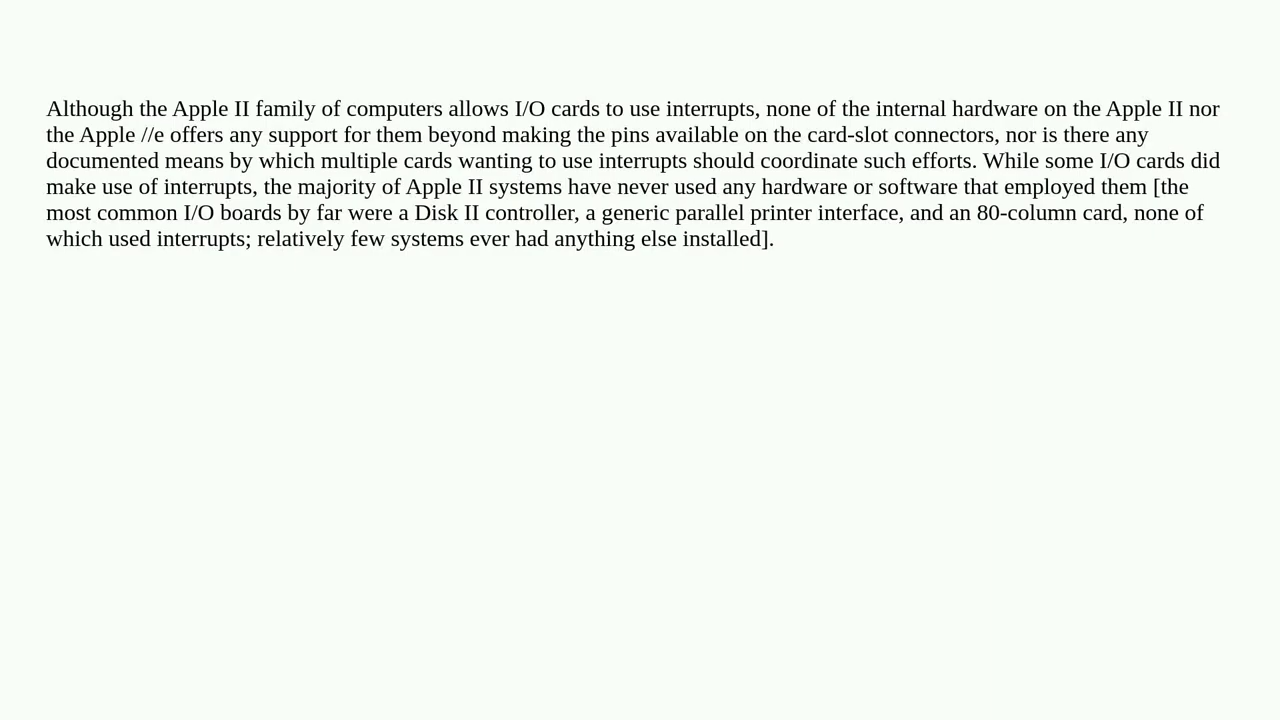 Although the Apple II family of computers allows I/O cards to use interrupts, none of the internal hardware on the Apple II nor
the Apple //e offers any support for them beyond making the pins available on the card-slot connectors, nor is there any
documented means by which multiple cards wanting to use interrupts should coordinate such efforts. While some I/O cards did
make use of interrupts, the majority of Apple II systems have never used any hardware or software that employed them [the
most common I/O boards by far were a Disk II controller, a generic parallel printer interface, and an 80-column card, none of
which used interrupts; relatively few systems ever had anything else installed].